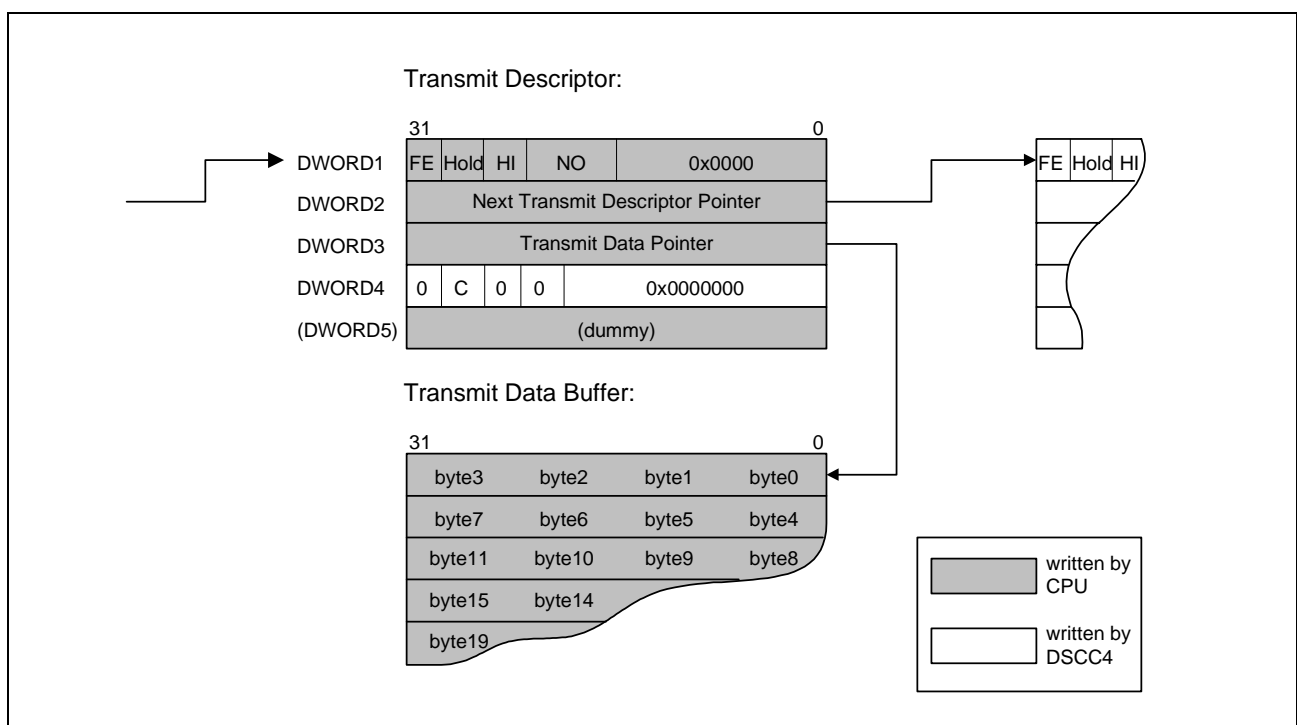 Transmit Descriptor:
31 0
DWORD1 FE Hold HI NO 0x0000 FE Hold HI
DWORD2 Next Transmit Descriptor Pointer
DWORD3 Transmit Data Pointer
DWORD4 0 C 0 0 0x0000000
(DWORD5) (dummy)
Transmit Data Buffer:
31 0
byte3 byte2 byte1 byte0
byte7 byte6 byte5 byte4
byte11 byte10 byte9 byte8
byte15 byte14
byte19
written by
CPU
written by
DSCC4